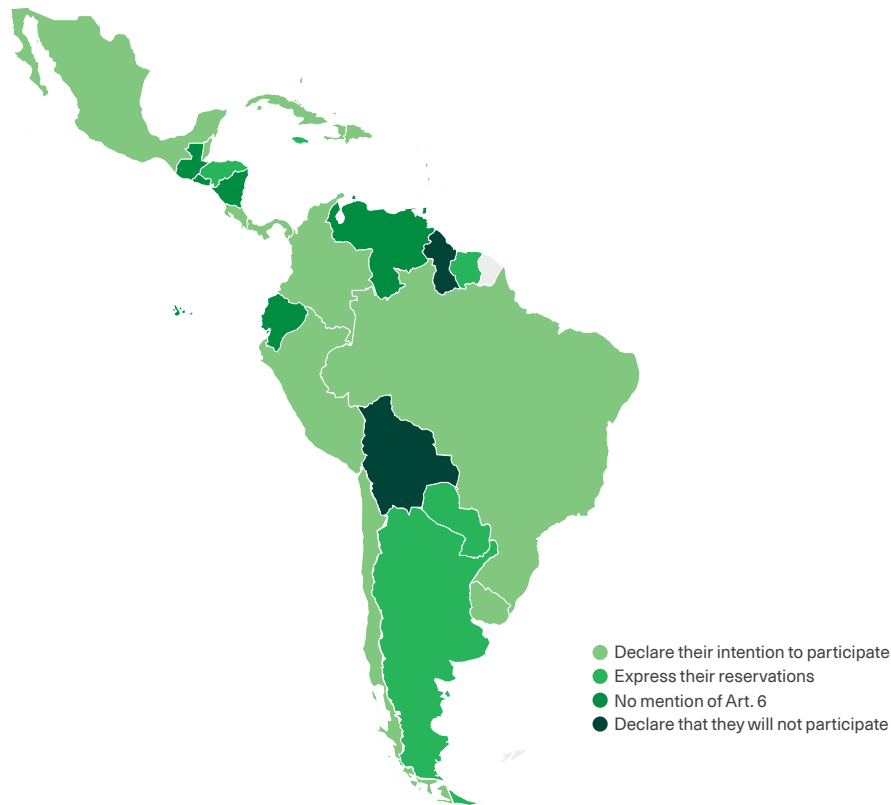 Declare their intention to participate
Express their reservations
No mention of Art. 6
Declare that they will not participate